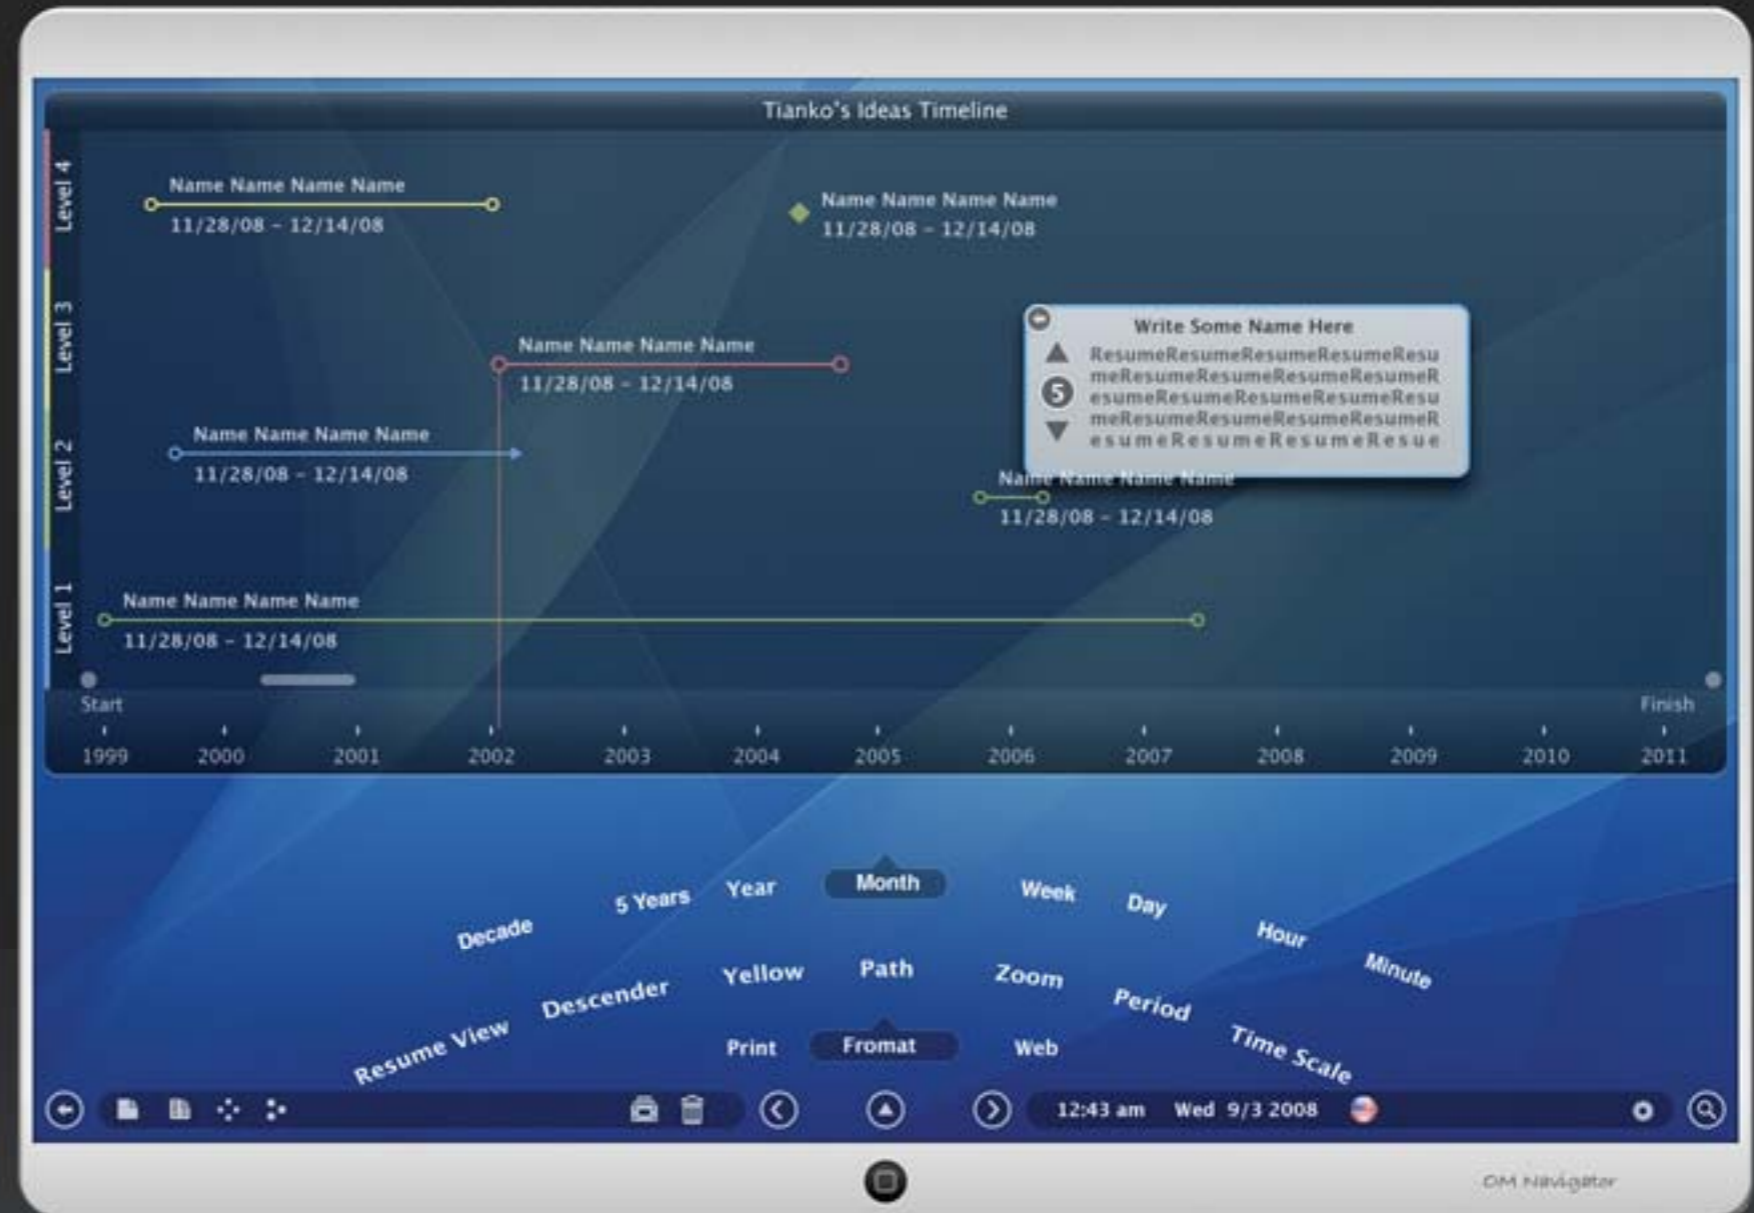 Tianko's Ideas Timeline
Level 4
Name Name Name Name
11/28/08 – 12/14/08
Name Name Name Name
11/28/08 – 12/14/08
Level 3
Name Name Name Name
11/28/08 – 12/14/08
Write Some Name Here
ResumeResumeResumeResumeResu
meResumeResumeResumeResumeR
5
esumeResumeResumeResumeResu
meResumeResumeResumeResumeR
esumeResumeResumeResue
Level 2
Name Name Name Name
11/28/08 – 12/14/08
Name Name Name Name
11/28/08 – 12/14/08
Level 1
Name Name Name Name
11/28/08 – 12/14/08
Start
Finish
1999 2000 2001 2002 2003 2004 2005 2006 2007 2008 2009 2010 2011
Decade 5 Years Year Month Week Day Hour Minute
Resume View Descender Yellow Path Zoom Period Time Scale
Print Fromat Web
12:43 am Wed 9/3 2008
OM Navigator